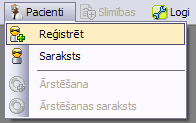 Pacienti Slimības Logi
Reģistrēt
Saraksts
Ārstēšana
Ārstēšanas saraksts